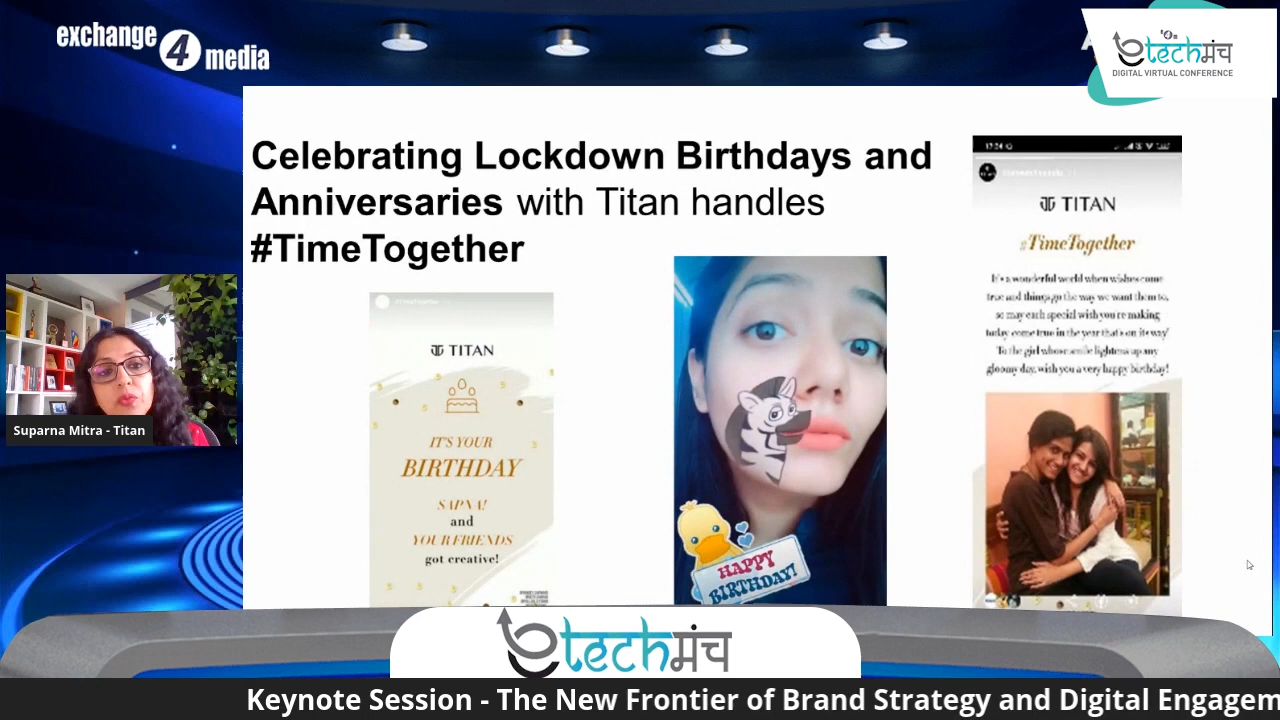 exchange
4
media
techमंच
DIGITAL VIRTUAL CONFERENCE
Celebrating Lockdown Birthdays and
Anniversaries with Titan handles
#TimeTogether
TITAN
IT'S YOUR
BIRTHDAY
SAPNA!
and
YOUR FRIENDS
got creative!
HAPPY
BIRTHDAY!
TITAN
#TimeTogether
It's a wonderful world when wishes come
true and things go the way we want them to,
so may each special wish you're making
today come true in the year that's on its way!
To the girl whose smile lightens up any
gloomy day, wish you a very happy birthday!
Suparna Mitra - Titan
techमंच
Keynote Session - The New Frontier of Brand Strategy and Digital Engagem